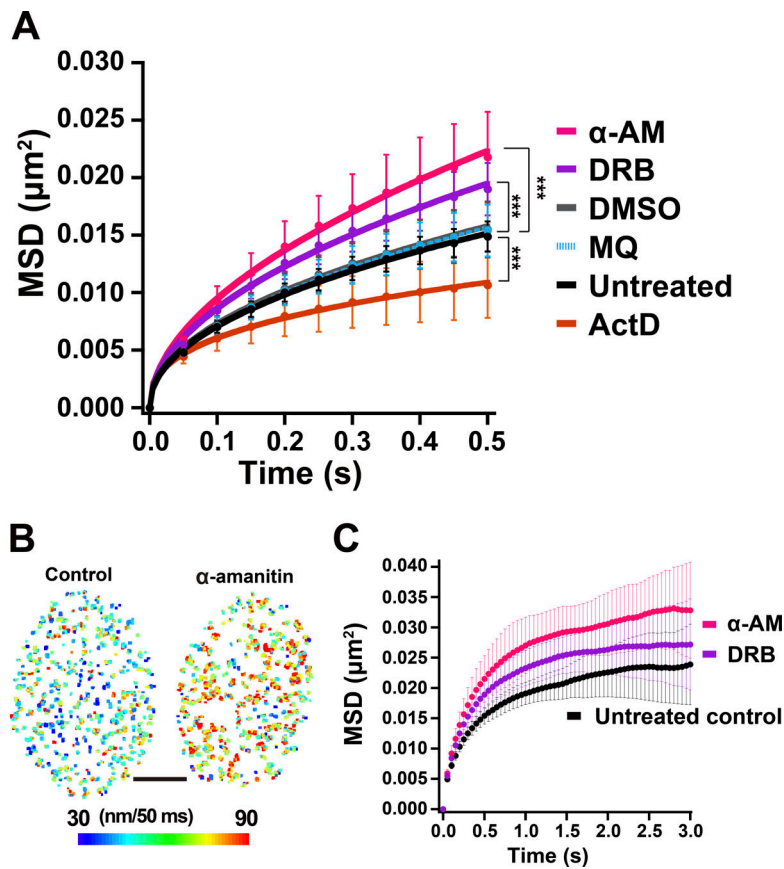 A
MSD (µm²)
0.030
0.025
0.020
0.015
0.010
0.005
0.000
0.0 0.1 0.2 0.3 0.4 0.5
Time (s)
***
***
***
α-AM
DRB
DMSO
MQ
Untreated
ActD
B
Control α-amanitin
30 (nm/50 ms) 90
C
MSD (µm²)
0.040
0.035
0.030
0.025
0.020
0.015
0.010
0.005
0.000
0.0 0.5 1.0 1.5 2.0 2.5 3.0
Time (s)
α-AM
DRB
Untreated control